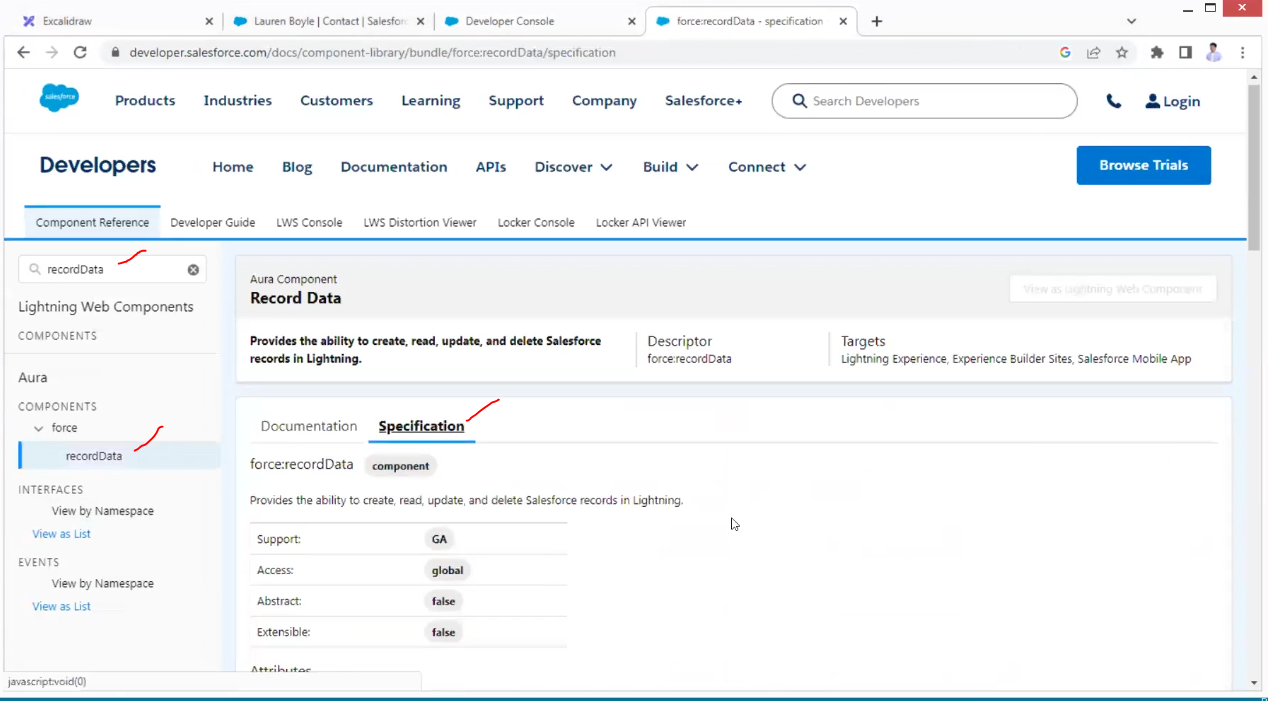 Excalidraw
Lauren Boyle | Contact | Salesfor
Developer Console
force:recordData - specification
developer.salesforce.com/docs/component-library/bundle/force:recordData/specification
salesforce
Products Industries Customers Learning Support Company Salesforce+
Search Developers
Login
Developers
Home Blog Documentation APIs Discover Build Connect
Browse Trials
Component Reference Developer Guide LWS Console LWS Distortion Viewer Locker Console Locker API Viewer
recordData
Lightning Web Components
COMPONENTS
Aura
COMPONENTS
force
recordData
INTERFACES
View by Namespace
View as List
EVENTS
View by Namespace
View as List
Aura Component
Record Data
View as Lightning Web Component
Provides the ability to create, read, update, and delete Salesforce
records in Lightning.
Descriptor
force:recordData
Targets
Lightning Experience, Experience Builder Sites, Salesforce Mobile App
Documentation Specification
force:recordData component
Provides the ability to create, read, update, and delete Salesforce records in Lightning.
Support: GA
Access: global
Abstract: false
Extensible: false
Attributes
javascript:void(0)